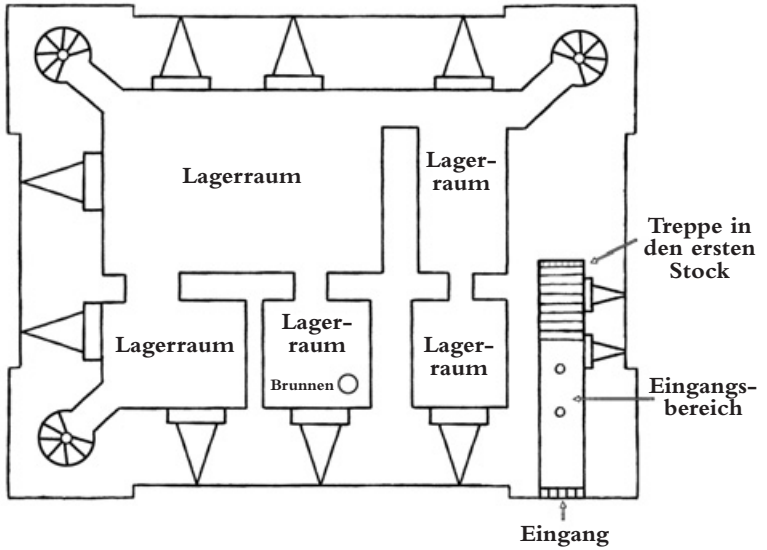 Lagerraum
Lager-
raum
Treppe in
den ersten
Stock
Lagerraum
Lager-
raum
Brunnen
Lager-
raum
Eingangs-
bereich
Eingang